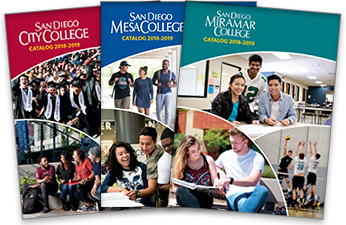 SAN DIEGO
CITY COLLEGE
CATALOG 2018-2019
SAN DIEGO
MESA COLLEGE
CATALOG 2018-2019
SAN DIEGO
MIRAMAR
COLLEGE
CATALOG 2018-2019